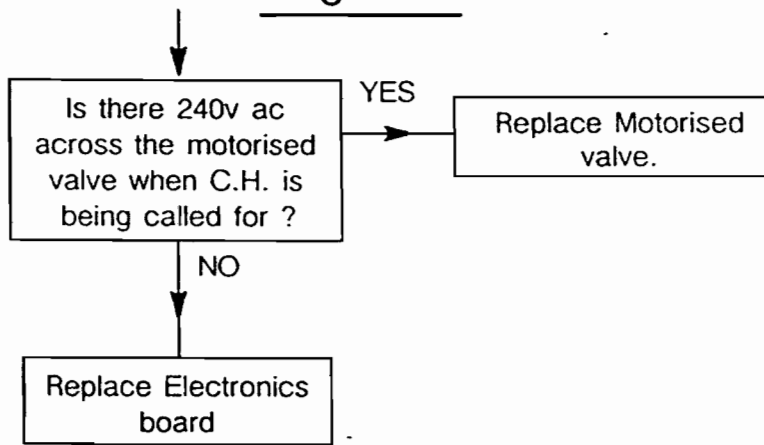 Is there 240v ac
across the motorised
valve when C.H. is
being called for ?
YES
Replace Motorised
valve.
NO
Replace Electronics
board